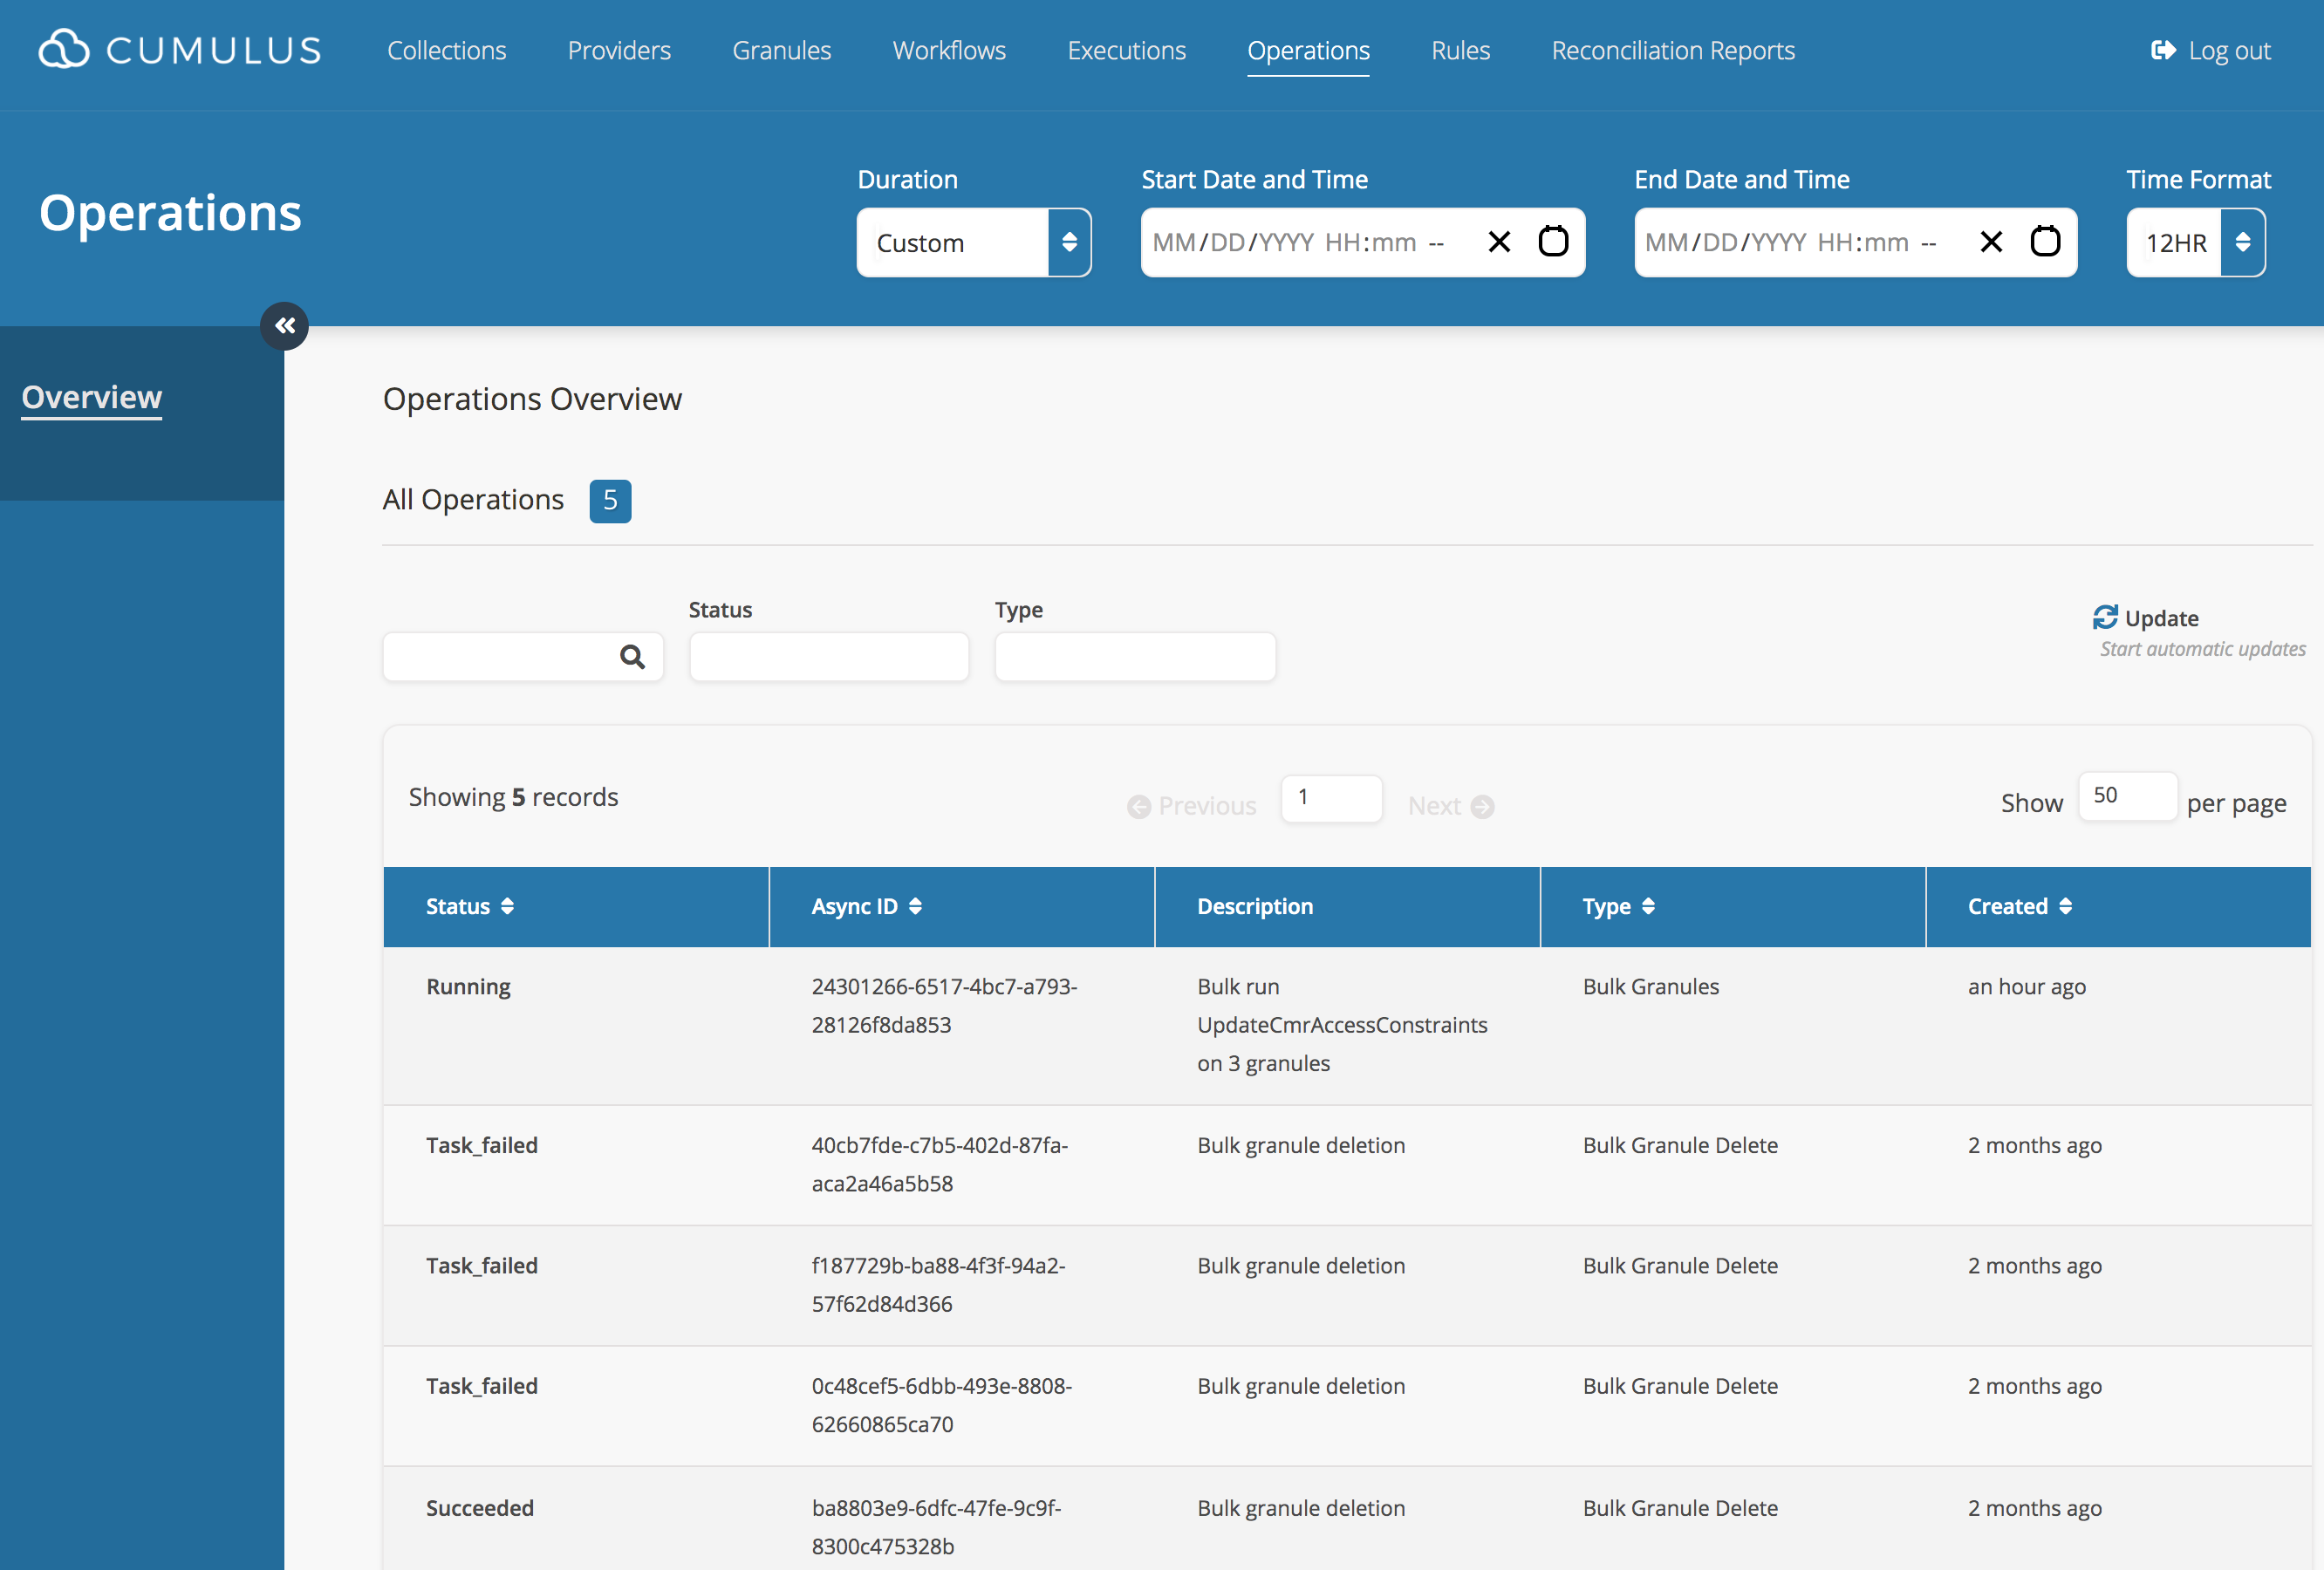 CUMULUS
Collections
Providers
Granules
Workflows
Executions
Operations
Rules
Reconciliation Reports
Log out
Operations
Duration
Custom
Start Date and Time
MM/DD/YYYY HH:mm --
End Date and Time
MM/DD/YYYY HH:mm --
Time Format
12HR
Overview
Operations Overview
All Operations 5
Status
Type
Update
Start automatic updates
Showing 5 records
Previous
1
Next
Show 50 per page
Status
Async ID
Description
Type
Created
Running
24301266-6517-4bc7-a793-
28126f8da853
Bulk run
UpdateCmrAccessConstraints
on 3 granules
Bulk Granules
an hour ago
Task_failed
40cb7fde-c7b5-402d-87fa-
aca2a46a5b58
Bulk granule deletion
Bulk Granule Delete
2 months ago
Task_failed
f187729b-ba88-4f3f-94a2-
57f62d84d366
Bulk granule deletion
Bulk Granule Delete
2 months ago
Task_failed
0c48cef5-6dbb-493e-8808-
62660865ca70
Bulk granule deletion
Bulk Granule Delete
2 months ago
Succeeded
ba8803e9-6dfc-47fe-9c9f-
8300c475328b
Bulk granule deletion
Bulk Granule Delete
2 months ago